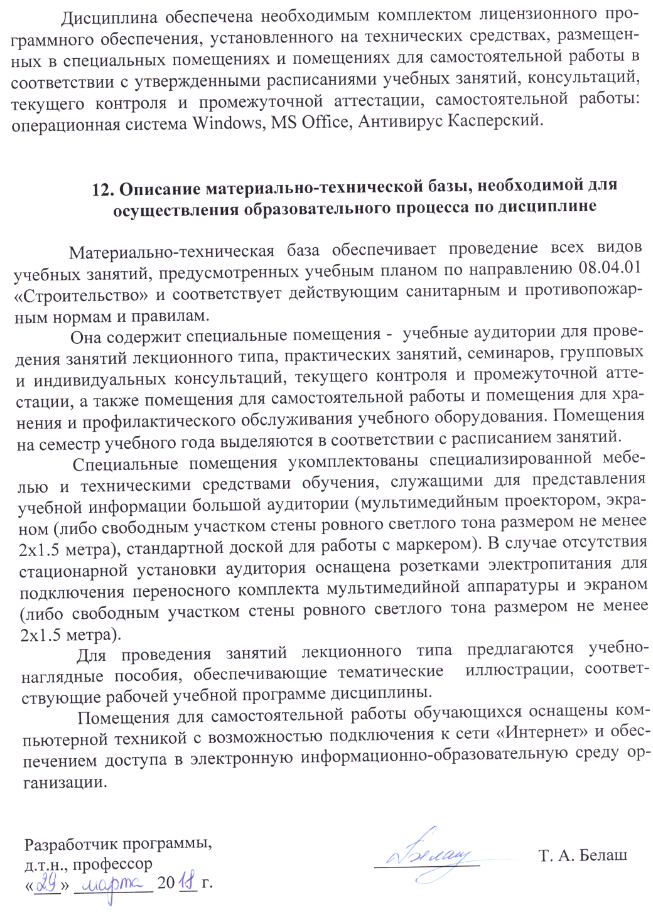 Дисциплина обеспечена необходимым комплектом лицензионного про-
граммного обеспечения, установленного на технических средствах, размещен-
ных в специальных помещениях и помещениях для самостоятельной работы в
соответствии с утвержденными расписаниями учебных занятий, консультаций,
текущего контроля и промежуточной аттестации, самостоятельной работы:
операционная система Windows, MS Office, Антивирус Касперский.
12. Описание материально-технической базы, необходимой для
осуществления образовательного процесса по дисциплине
Материально-техническая база обеспечивает проведение всех видов
учебных занятий, предусмотренных учебным планом по направлению 08.04.01
«Строительство» и соответствует действующим санитарным и противопожар-
ным нормам и правилам.
Она содержит специальные помещения - учебные аудитории для прове-
дения занятий лекционного типа, практических занятий, семинаров, групповых
и индивидуальных консультаций, текущего контроля и промежуточной атте-
стации, а также помещения для самостоятельной работы и помещения для хра-
нения и профилактического обслуживания учебного оборудования. Помещения
на семестр учебного года выделяются в соответствии с расписанием занятий.
Специальные помещения укомплектованы специализированной мебе-
лью и техническими средствами обучения, служащими для представления
учебной информации большой аудитории (мультимедийным проектором, экра-
ном (либо свободным участком стены ровного светлого тона размером не менее
2х1.5 метра), стандартной доской для работы с маркером). В случае отсутствия
стационарной установки аудитория оснащена розетками электропитания для
подключения переносного комплекта мультимедийной аппаратуры и экраном
(либо свободным участком стены ровного светлого тона размером не менее
2х1.5 метра).
Для проведения занятий лекционного типа предлагаются учебно-
наглядные пособия, обеспечивающие тематические иллюстрации, соответ-
ствующие рабочей учебной программе дисциплины.
Помещения для самостоятельной работы обучающихся оснащены ком-
пьютерной техникой с возможностью подключения к сети «Интернет» и обес-
печением доступа в электронную информационно-образовательную среду ор-
ганизации.
Разработчик программы,
д.т.н., профессор Белаш Т. А. Белаш
«29» марта 2018 г.